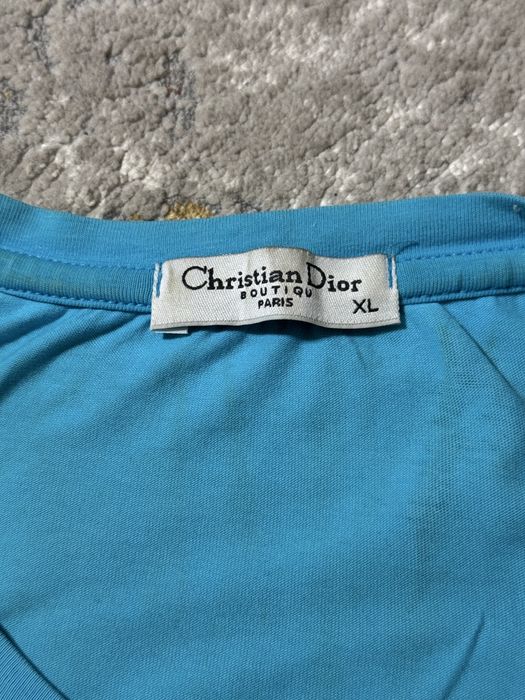 Christian Dior
BOUTIQU
PARIS
XL